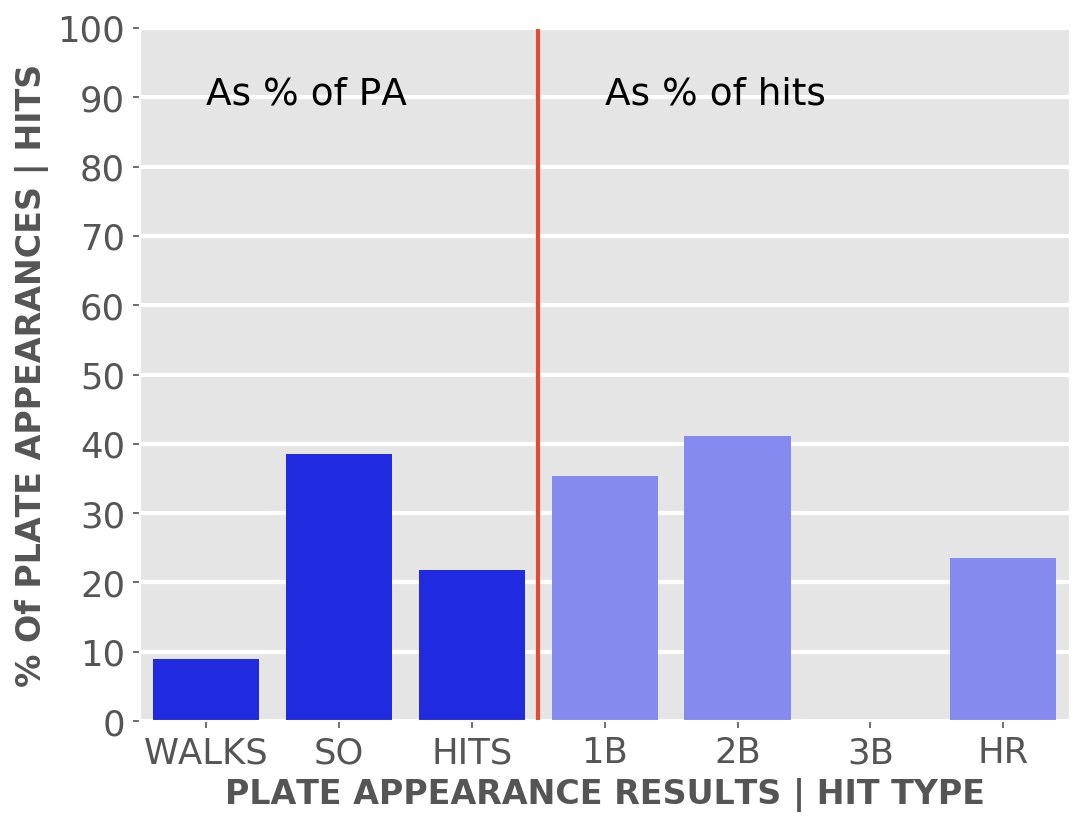 100
90
80
70
60
50
40
30
20
10
0
% Of PLATE APPEARANCES | HITS
As % of PA
As % of hits
WALKS SO HITS 1B 2B 3B HR
PLATE APPEARANCE RESULTS | HIT TYPE